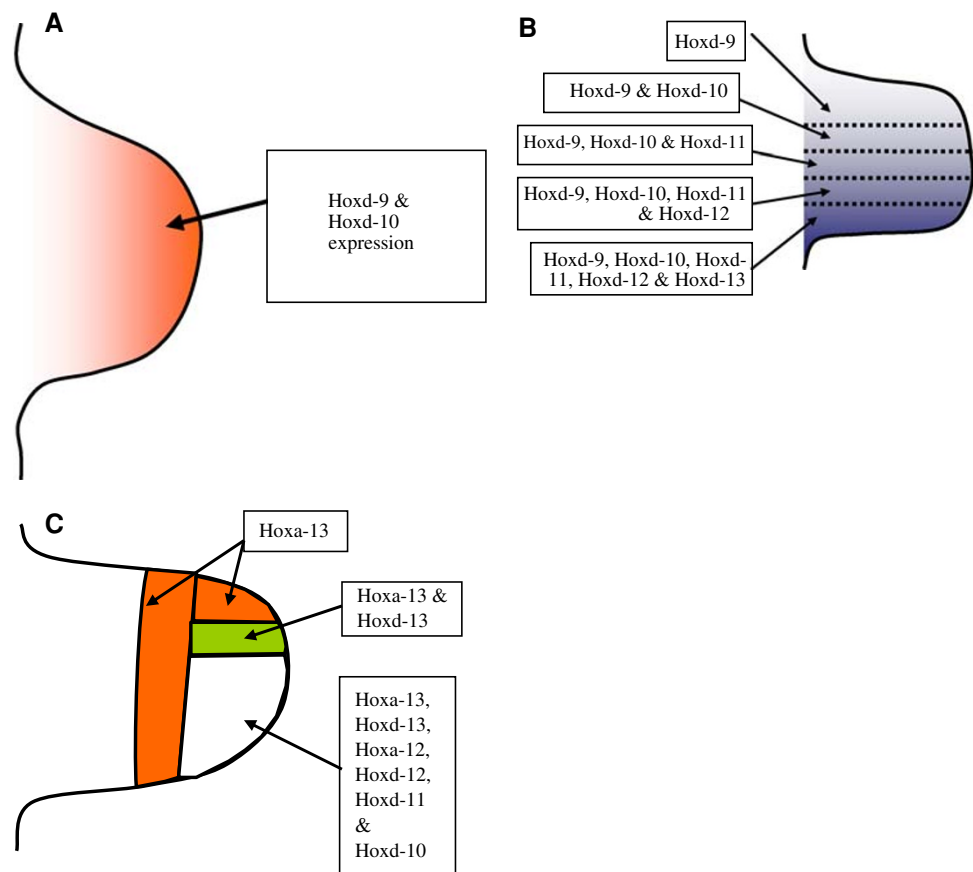 A
Hoxd-9 &
Hoxd-10
expression
B
Hoxd-9
Hoxd-9 & Hoxd-10
Hoxd-9, Hoxd-10 & Hoxd-11
Hoxd-9, Hoxd-10, Hoxd-11
& Hoxd-12
Hoxd-9, Hoxd-10, Hoxd-
11, Hoxd-12 & Hoxd-13
C
Hoxa-13
Hoxa-13 &
Hoxd-13
Hoxa-13,
Hoxd-13,
Hoxa-12,
Hoxd-12,
Hoxd-11
&
Hoxd-10